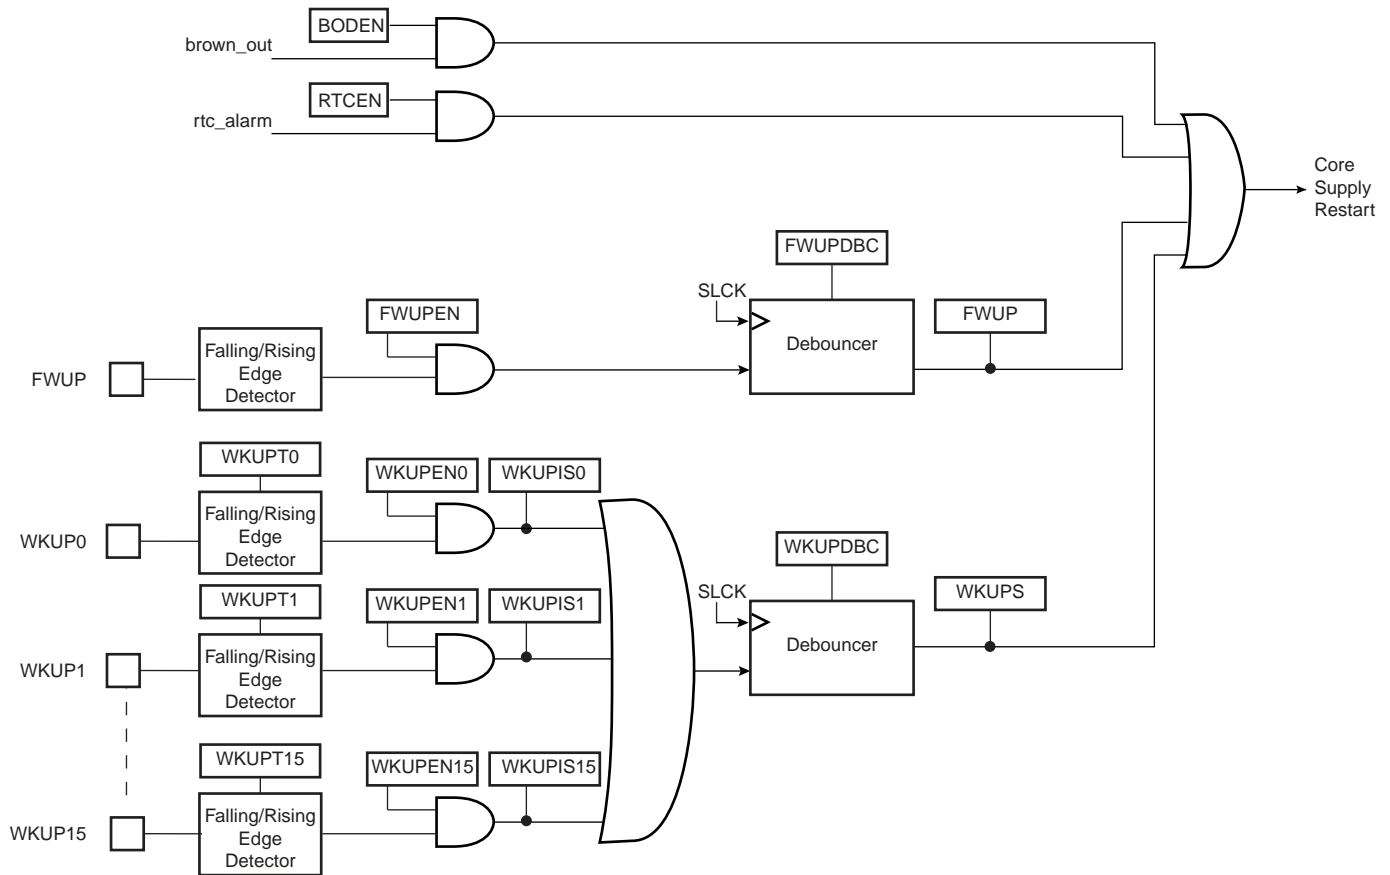 BODEN
brown_out
RTCEN
rtc_alarm
Core
Supply
Restart
FWUPDBC
SLCK
FWUPEN
FWUP
Falling/Rising
Edge
Detector
Debouncer
FWUP
WKUPT0
WKUPEN0
WKUPIS0
Falling/Rising
Edge
Detector
WKUP0
WKUPDBC
SLCK
WKUPT1
WKUPEN1
WKUPIS1
WKUPS
Falling/Rising
Edge
Detector
Debouncer
WKUP1
WKUPT15
WKUPEN15
WKUPIS15
Falling/Rising
Edge
Detector
WKUP15